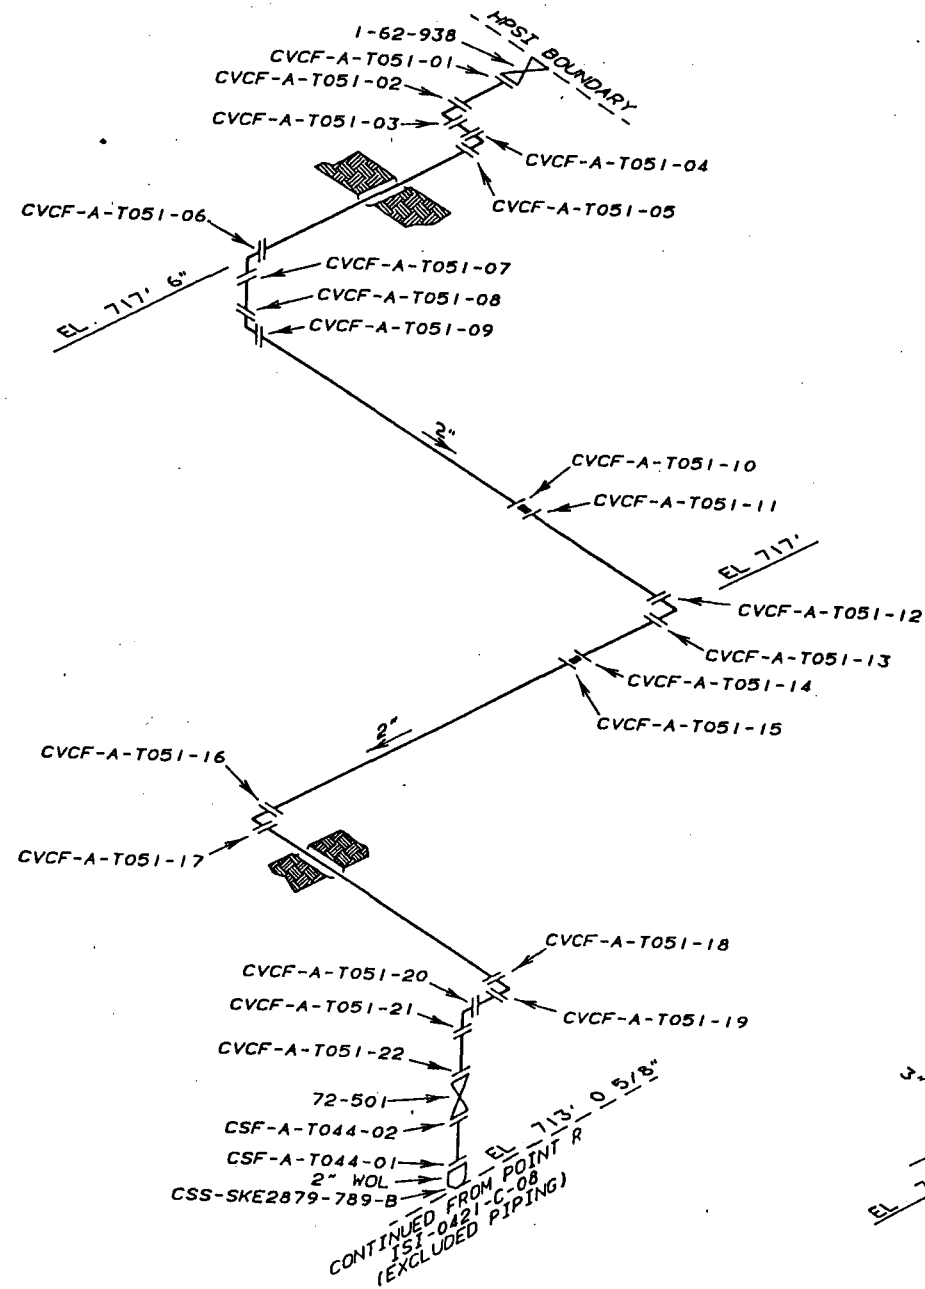 HPSI BOUNDARY
1-62-938
CVCF-A-T051-01
CVCF-A-T051-02
CVCF-A-T051-03
CVCF-A-T051-04
CVCF-A-T051-05
CVCF-A-T051-06
CVCF-A-T051-07
EL. 717' 6"
CVCF-A-T051-08
CVCF-A-T051-09
2"
CVCF-A-T051-10
CVCF-A-T051-11
EL 717'
CVCF-A-T051-12
CVCF-A-T051-13
CVCF-A-T051-14
CVCF-A-T051-15
2"
CVCF-A-T051-16
CVCF-A-T051-17
CVCF-A-T051-18
CVCF-A-T051-20
CVCF-A-T051-21
CVCF-A-T051-19
CVCF-A-T051-22
72-501
CSF-A-T044-02
CSF-A-T044-01
2" WOL
CSS-SKE2879-789-B
EL 713' 0 5/8"
CONTINUED FROM POINT R
ISI-0421-C-08
(EXCLUDED PIPING)
EL